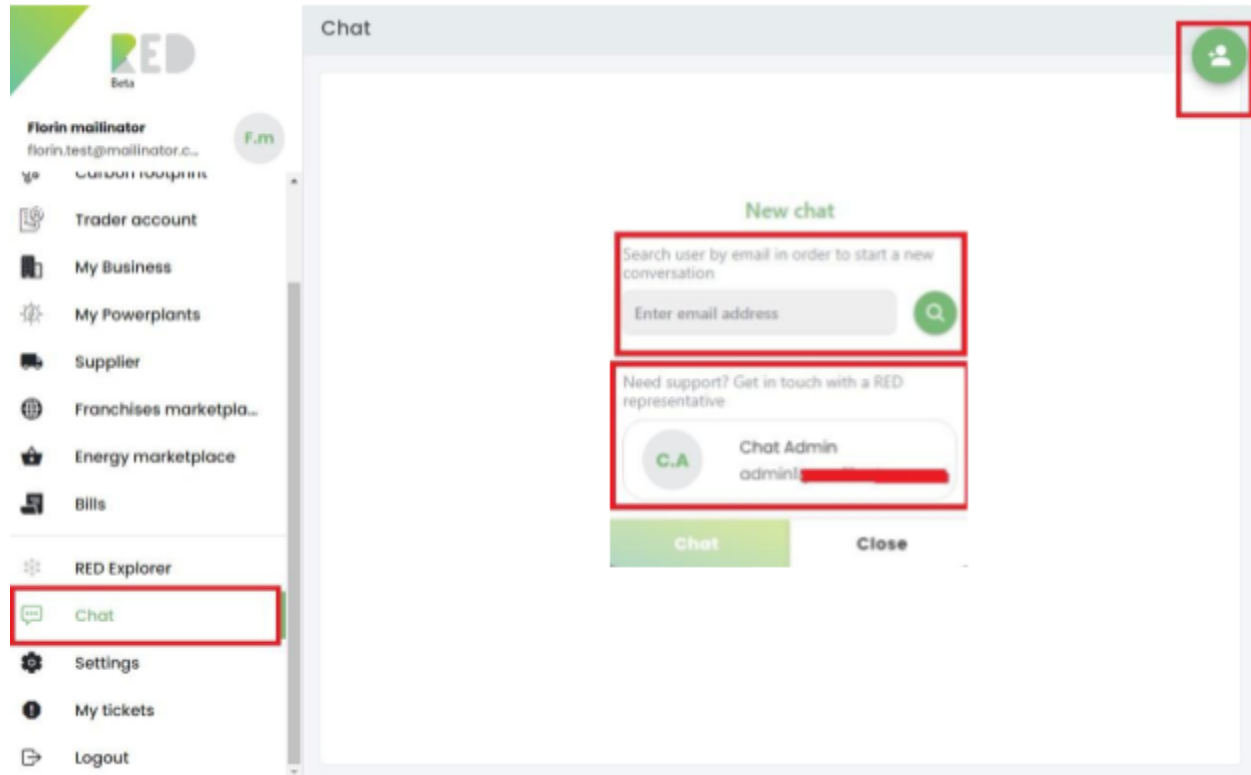 RED
Beta
Florin mailinator
florin.test@mailinator.c...
F.m
Carbon footprint
Trader account
My Business
My Powerplants
Supplier
Franchises marketpla...
Energy marketplace
Bills
RED Explorer
Chat
Settings
My tickets
Logout
Chat
New chat
Search user by email in order to start a new
conversation
Enter email address
Need support? Get in touch with a RED
representative
C.A
Chat Admin
Chat
Close